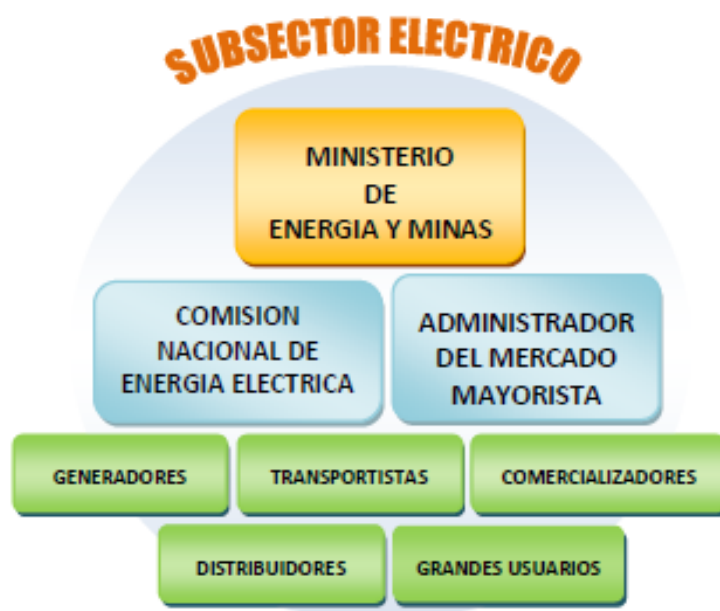 SUBSECTOR ELECTRICO
MINISTERIO
DE
ENERGIA Y MINAS
COMISION
NACIONAL DE
ENERGIA ELECTRICA
ADMINISTRADOR
DEL MERCADO
MAYORISTA
GENERADORES
TRANSPORTISTAS
COMERCIALIZADORES
DISTRIBUIDORES
GRANDES USUARIOS